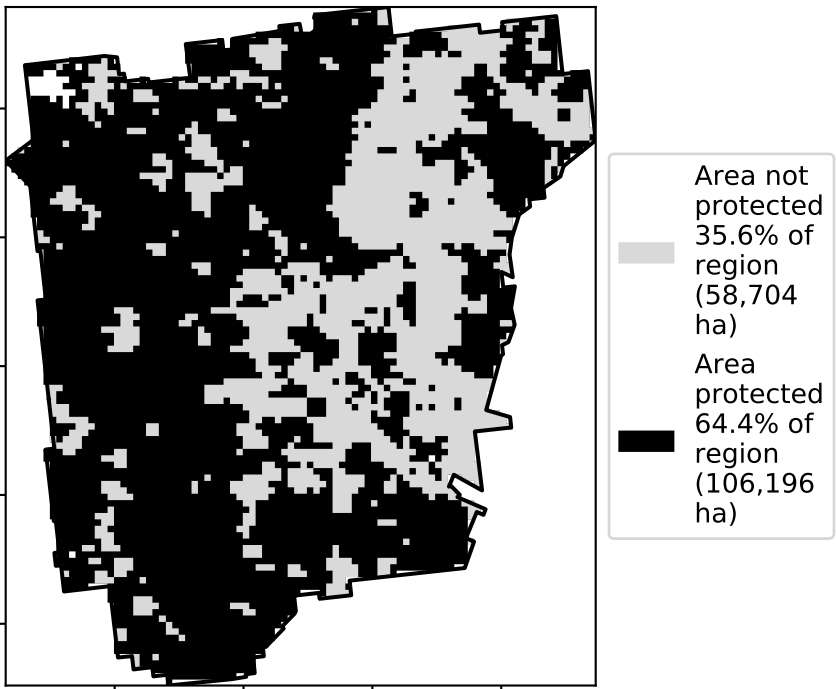 Area not
protected
35.6% of
region
(58,704
ha)
Area
protected
64.4% of
region
(106,196
ha)